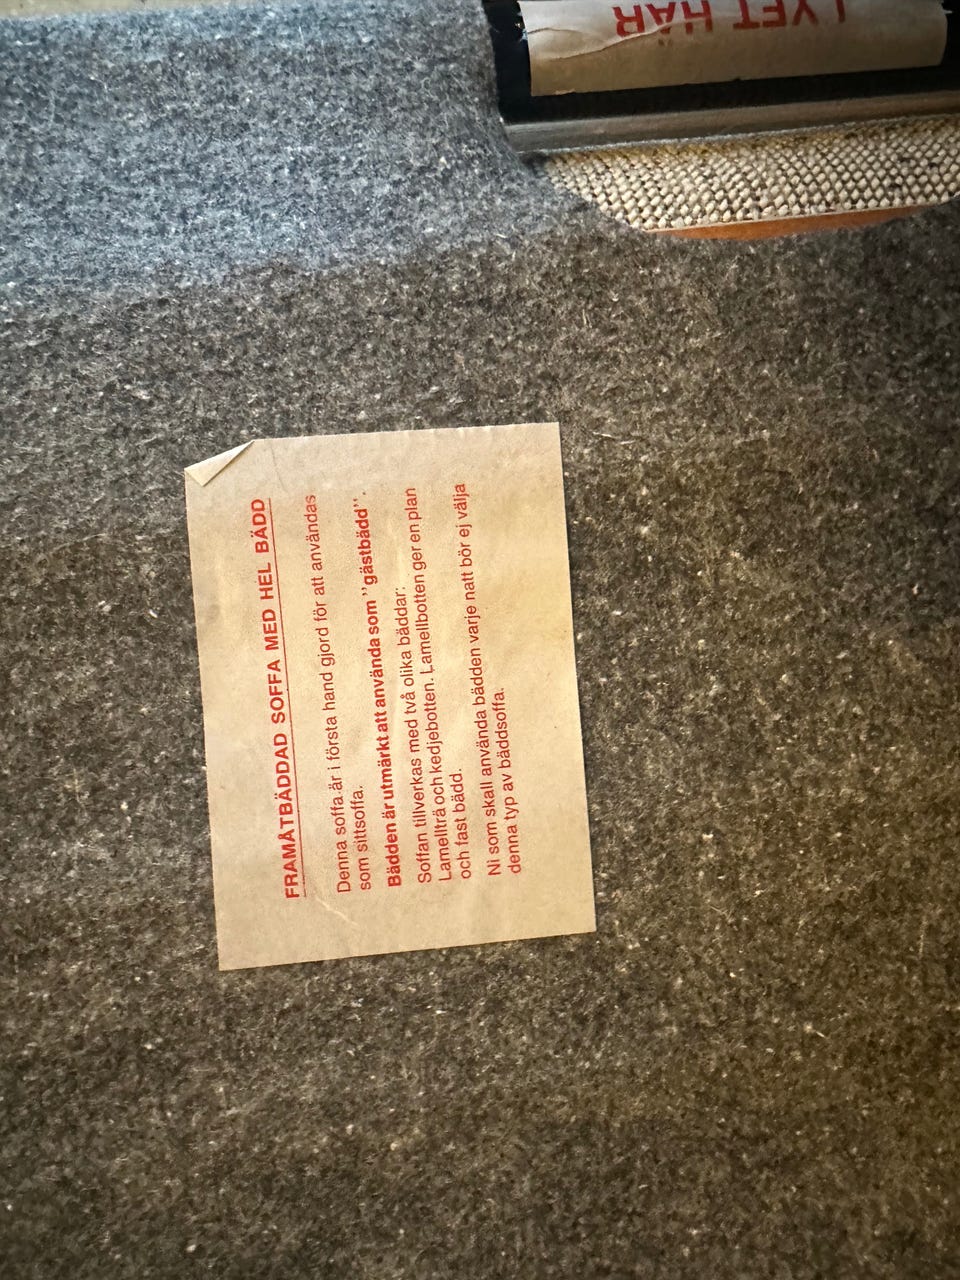 LYFT HÄR
FRAMÅTBÄDDAD SOFFA MED HEL BÄDD
Denna soffa är i första hand gjord för att användas
som sittsoffa.
Bädden är utmärkt att använda som "gästbädd".
Soffan tillverkas med två olika bäddar:
Lamellträ och kedjebotten. Lamellbotten ger en plan
och fast bädd.
Ni som skall använda bädden varje natt bör ej välja
denna typ av bäddsoffa.